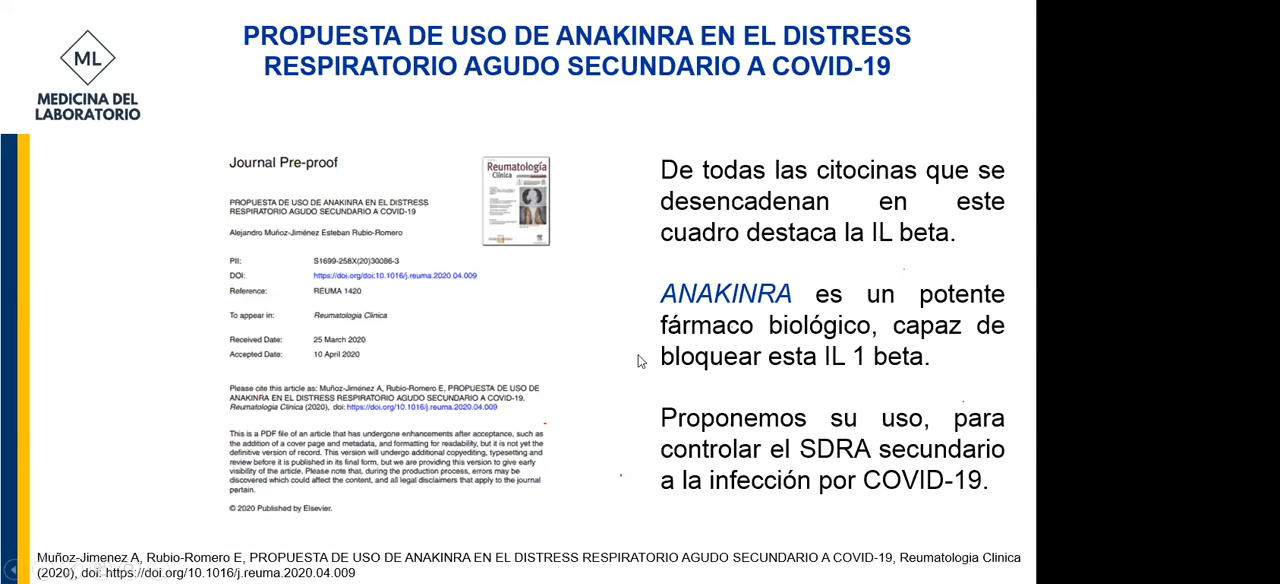 PROPUESTA DE USO DE ANAKINRA EN EL DISTRESS
RESPIRATORIO AGUDO SECUNDARIO A COVID-19
ML
MEDICINA DEL
LABORATORIO
Journal Pre-proof
Reumatología
Clínica
PROPUESTA DE USO DE ANAKINRA EN EL DISTRESS
RESPIRATORIO AGUDO SECUNDARIO A COVID-19
Alejandro Muñoz-Jiménez Esteban Rubio-Romero
PII: S1699-258X(20)30086-3
DOI: https://doi.org/doi:10.1016/j.reuma.2020.04.009
Reference: REUMA 1420
To appear in: Reumatologia Clinica
Received Date: 25 March 2020
Accepted Date: 10 April 2020
Please cite this article as: Muñoz-Jiménez A, Rubio-Romero E, PROPUESTA DE USO DE
ANAKINRA EN EL DISTRESS RESPIRATORIO AGUDO SECUNDARIO A COVID-19.
Reumatologia Clinica (2020), doi: https://doi.org/10.1016/j.reuma.2020.04.009
This is a PDF file of an article that has undergone enhancements after acceptance, such as
the addition of a cover page and metadata, and formatting for readability, but it is not yet the
definitive version of record. This version will undergo additional copyediting, typesetting and
review before it is published in its final form, but we are providing this version to give early
visibility of the article. Please note that, during the production process, errors may be
discovered which could affect the content, and all legal disclaimers that apply to the journal
pertain.
© 2020 Published by Elsevier.
De todas las citocinas que se
desencadenan en este
cuadro destaca la IL beta.
ANAKINRA es un potente
fármaco biológico, capaz de
bloquear esta IL 1 beta.
Proponemos su uso, para
controlar el SDRA secundario
a la infección por COVID-19.
Muñoz-Jimenez A, Rubio-Romero E, PROPUESTA DE USO DE ANAKINRA EN EL DISTRESS RESPIRATORIO AGUDO SECUNDARIO A COVID-19, Reumatologia Clinica
(2020), doi: https://doi.org/10.1016/j.reuma.2020.04.009